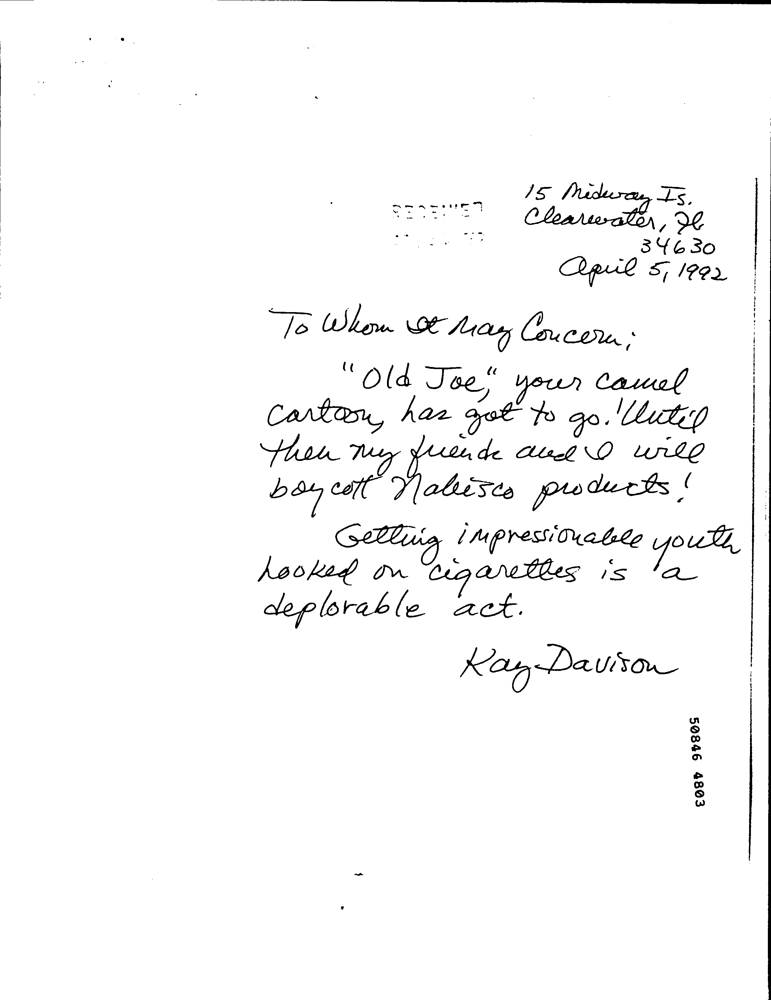 15 Midway Is.
Clearwater, Fl
34630
RECEIVED
April 5, 1992
To Whom It May Concern;
"Old Joe," your camel
cartoon, has got to go! Until
then my friends and I will
boycott Nabisco products!
Getting impressionable youth
hooked on cigarettes is a
deplorable act.
Kay Davison
50846 4803